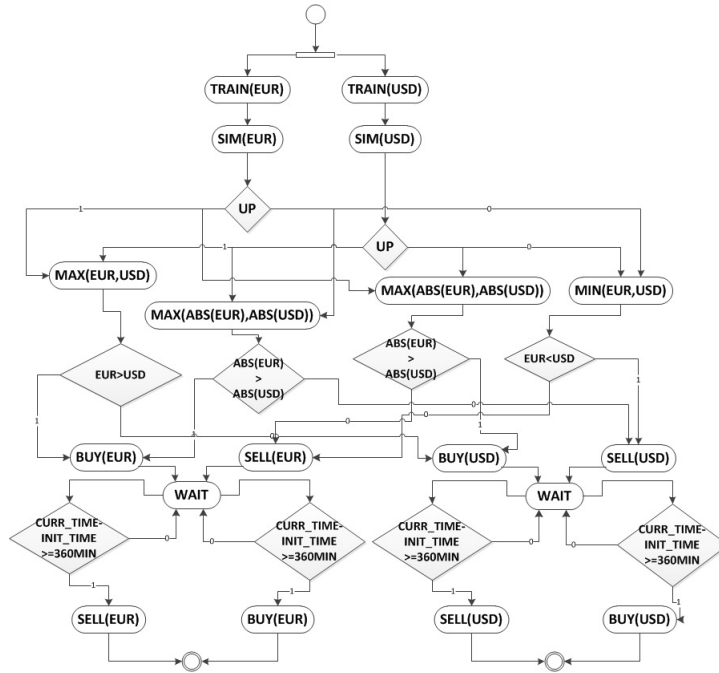 TRAIN(EUR)
TRAIN(USD)
SIM(EUR)
SIM(USD)
UP
1
0
UP
1
0
MAX(EUR,USD)
MAX(ABS(EUR),ABS(USD))
MAX(ABS(EUR),ABS(USD))
MIN(EUR,USD)
EUR>USD
ABS(EUR)
>
ABS(USD)
ABS(EUR)
>
ABS(USD)
EUR<USD
1
0
1
0
0
1
0
1
BUY(EUR)
SELL(EUR)
BUY(USD)
SELL(USD)
WAIT
WAIT
CURR_TIME-
INIT_TIME
>=360MIN
0
CURR_TIME-
INIT_TIME
>=360MIN
0
CURR_TIME-
INIT_TIME
>=360MIN
0
CURR_TIME-
INIT_TIME
>=360MIN
0
1
1
1
1
SELL(EUR)
BUY(EUR)
SELL(USD)
BUY(USD)